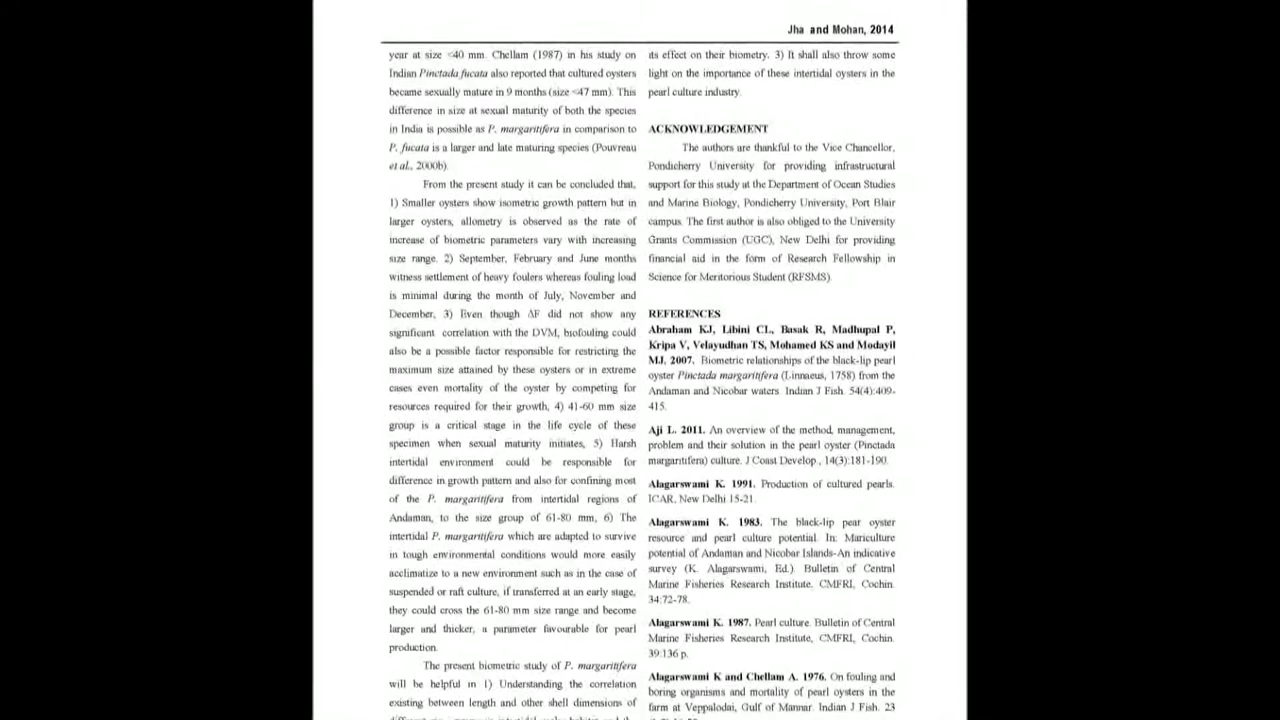 Jha and Mohan, 2014
year at size <40 mm. Chellam (1987) in his study on
Indian Pinctada fucata also reported that cultured oysters
became sexually mature in 9 months (size <47 mm). This
difference in size at sexual maturity of both the species
in India is possible as P. margaritifera in comparison to
P. fucata is a larger and late maturing species (Pouvreau
et al., 2000b).
From the present study it can be concluded that,
1) Smaller oysters show isometric growth pattern but in
larger oysters, allometry is observed as the rate of
increase of biometric parameters vary with increasing
size range. 2) September, February and June months
witness settlement of heavy foulers whereas fouling load
is minimal during the month of July, November and
December, 3) Even though AF did not show any
significant correlation with the DVM, biofouling could
also be a possible factor responsible for restricting the
maximum size attained by these oysters or in extreme
cases even mortality of the oyster by competing for
resources required for their growth, 4) 41-60 mm size
group is a critical stage in the life cycle of these
specimen when sexual maturity initiates, 5) Harsh
intertidal environment could be responsible for
difference in growth pattern and also for confining most
of the P. margaritifera from intertidal regions of
Andaman, to the size group of 61-80 mm, 6) The
intertidal P. margaritifera which are adapted to survive
in tough environmental conditions would more easily
acclimatize to a new environment such as in the case of
suspended or raft culture, if transferred at an early stage,
they could cross the 61-80 mm size range and become
larger and thicker, a parameter favourable for pearl
production.
The present biometric study of P. margaritifera
will be helpful in 1) Understanding the correlation
existing between length and other shell dimensions of
its effect on their biometry. 3) It shall also throw some
light on the importance of these intertidal oysters in the
pearl culture industry.
ACKNOWLEDGEMENT
The authors are thankful to the Vice Chancellor,
Pondicherry University for providing infrastructural
support for this study at the Department of Ocean Studies
and Marine Biology, Pondicherry University, Port Blair
campus. The first author is also obliged to the University
Grants Commission (UGC), New Delhi for providing
financial aid in the form of Research Fellowship in
Science for Meritorious Student (RFSMS).
REFERENCES
Abraham KJ, Libini CL, Basak R, Madhupal P,
Kripa V, Velayudhan TS, Mohamed KS and Modayil
MJ, 2007. Biometric relationships of the black-lip pearl
oyster Pinctada margaritifera (Linnaeus, 1758) from the
Andaman and Nicobar waters. Indian J Fish. 54(4):409-
415.
Aji L. 2011. An overview of the method, management,
problem and their solution in the pearl oyster (Pinctada
margaritifera) culture. J Coast Develop., 14(3):181-190.
Alagarswami K. 1991. Production of cultured pearls.
ICAR, New Delhi 15-21.
Alagarswami K. 1983. The black-lip pear oyster
resource and pearl culture potential. In: Mariculture
potential of Andaman and Nicobar Islands-An indicative
survey (K. Alagarswami, Ed.). Bulletin of Central
Marine Fisheries Research Institute, CMFRI, Cochin.
34:72-78.
Alagarswami K. 1987. Pearl culture. Bulletin of Central
Marine Fisheries Research Institute, CMFRI, Cochin.
39:136 p.
Alagarswami K and Chellam A. 1976. On fouling and
boring organisms and mortality of pearl oysters in the
farm at Veppalodai, Gulf of Mannar. Indian J Fish. 23